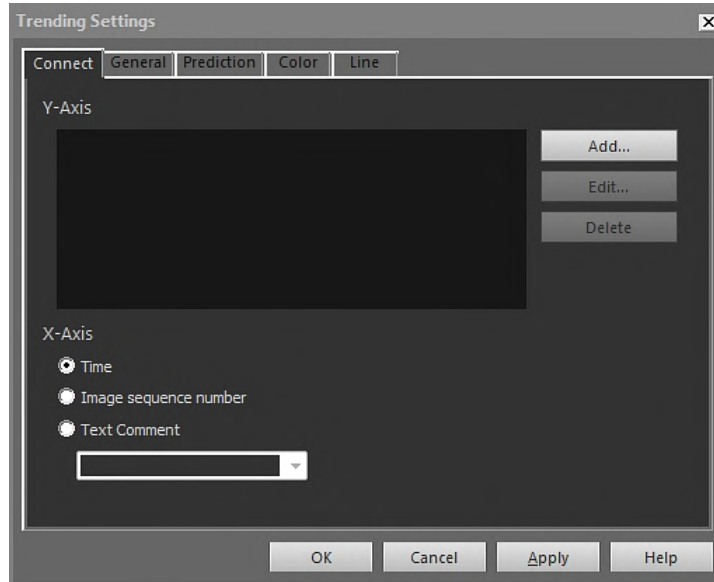 Trending Settings
Connect General Prediction Color Line
Y-Axis
Add...
Edit...
Delete
X-Axis
Time
Image sequence number
Text Comment
OK Cancel Apply Help